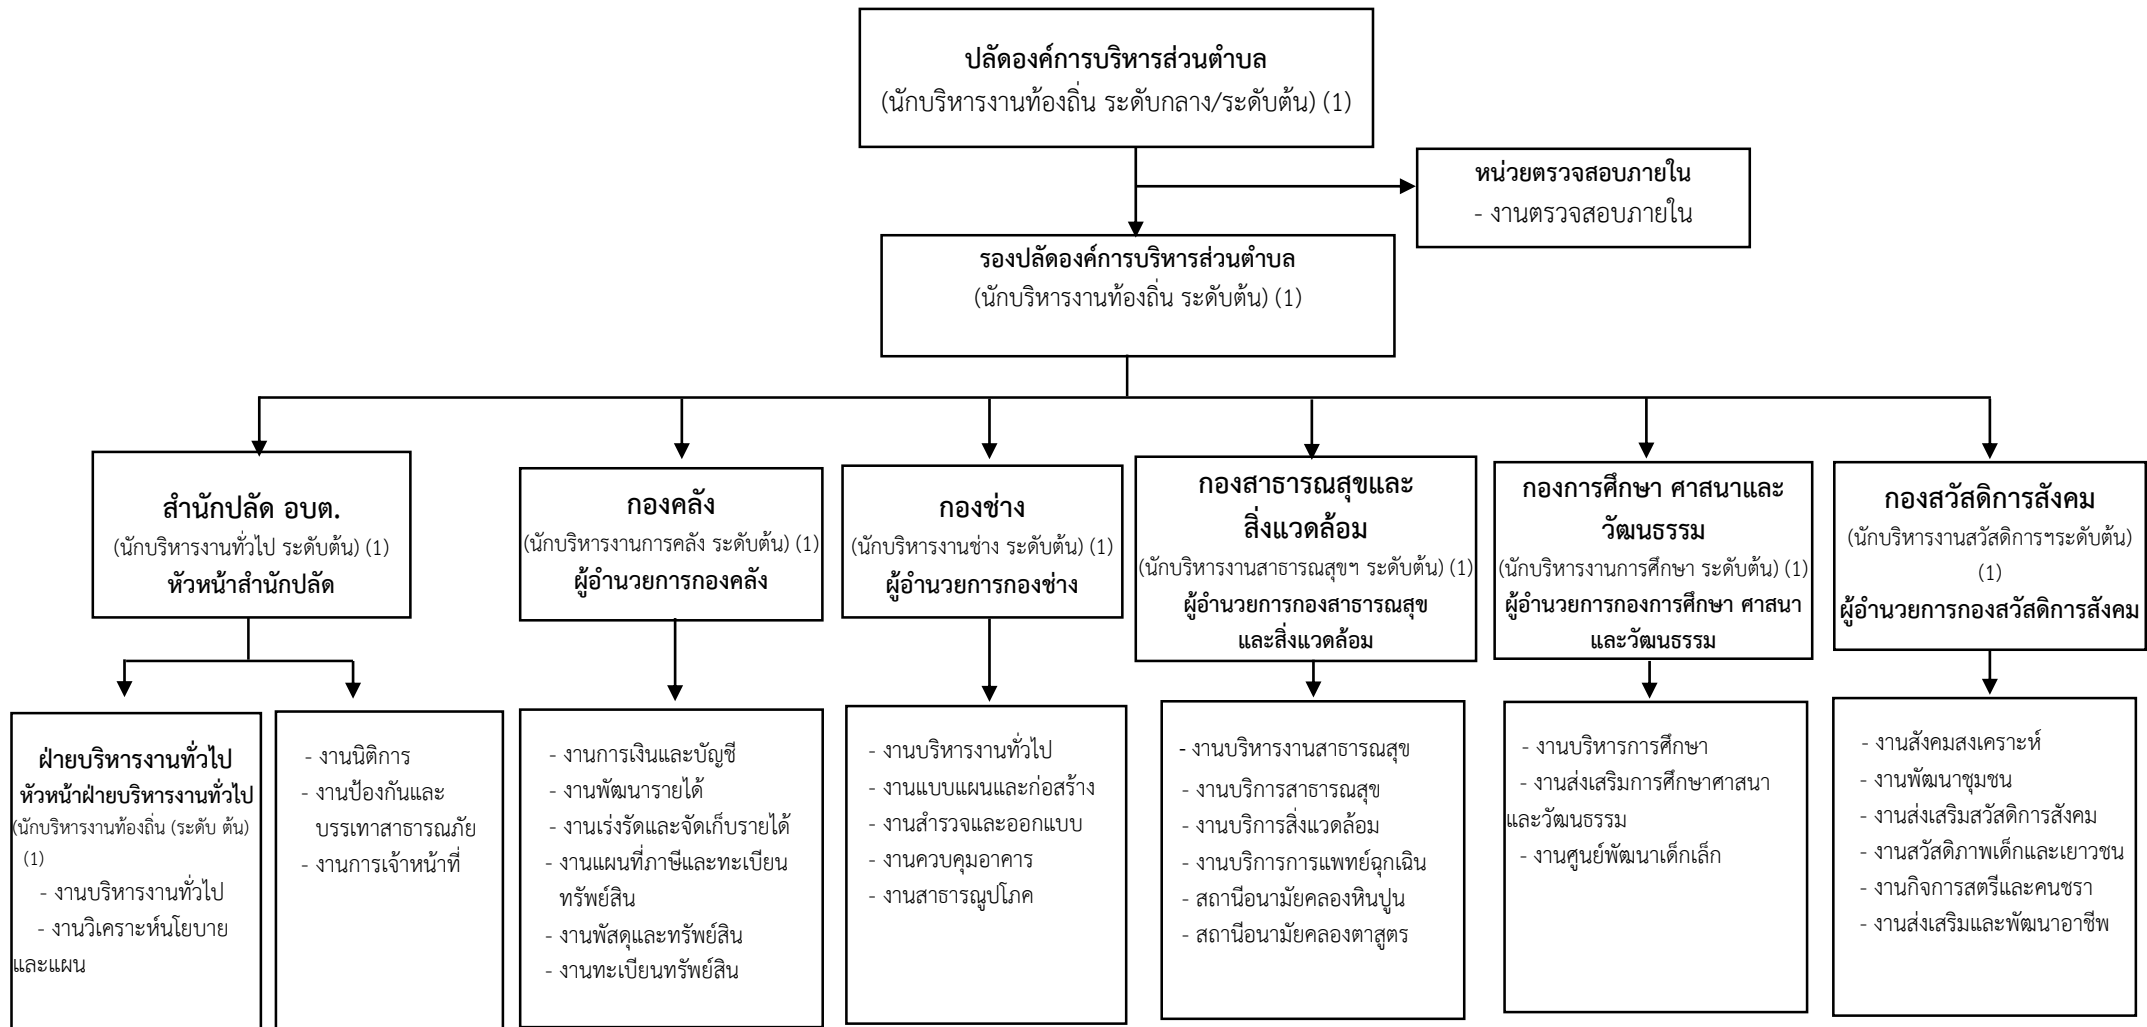 ปลัดองค์การบริหารส่วนตำบล
(นักบริหารงานท้องถิ่น ระดับกลาง/ระดับต้น) (1)
หน่วยตรวจสอบภายใน
- งานตรวจสอบภายใน
รองปลัดองค์การบริหารส่วนตำบล
(นักบริหารงานท้องถิ่น ระดับต้น) (1)
สำนักปลัด อบต.
(นักบริหารงานทั่วไป ระดับต้น) (1)
หัวหน้าสำนักปลัด
กองคลัง
(นักบริหารงานการคลัง ระดับต้น) (1)
ผู้อำนวยการกองคลัง
กองช่าง
(นักบริหารงานช่าง ระดับต้น) (1)
ผู้อำนวยการกองช่าง
กองสาธารณสุขและ
สิ่งแวดล้อม
(นักบริหารงานสาธารณสุขฯ ระดับต้น) (1)
ผู้อำนวยการกองสาธารณสุข
และสิ่งแวดล้อม
กองการศึกษา ศาสนาและ
วัฒนธรรม
(นักบริหารงานการศึกษา ระดับต้น) (1)
ผู้อำนวยการกองการศึกษา ศาสนา
และวัฒนธรรม
กองสวัสดิการสังคม
(นักบริหารงานสวัสดิการฯระดับต้น)
(1)
ผู้อำนวยการกองสวัสดิการสังคม
ฝ่ายบริหารงานทั่วไป
หัวหน้าฝ่ายบริหารงานทั่วไป
(นักบริหารงานท้องถิ่น (ระดับ ต้น)
(1)
- งานบริหารงานทั่วไป
- งานวิเคราะห์นโยบาย
และแผน
- งานนิติการ
- งานป้องกันและ
บรรเทาสาธารณภัย
- งานการเจ้าหน้าที่
- งานการเงินและบัญชี
- งานพัฒนารายได้
- งานเร่งรัดและจัดเก็บรายได้
- งานแผนที่ภาษีและทะเบียน
ทรัพย์สิน
- งานพัสดุและทรัพย์สิน
- งานทะเบียนทรัพย์สิน
- งานบริหารงานทั่วไป
- งานแบบแผนและก่อสร้าง
- งานสำรวจและออกแบบ
- งานควบคุมอาคาร
- งานสาธารณูปโภค
- งานบริหารงานสาธารณสุข
- งานบริการสาธารณสุข
- งานบริการสิ่งแวดล้อม
- งานบริการการแพทย์ฉุกเฉิน
- สถานีอนามัยคลองหินปูน
- สถานีอนามัยคลองตาสูตร
- งานบริหารการศึกษา
- งานส่งเสริมการศึกษาศาสนา
และวัฒนธรรม
- งานศูนย์พัฒนาเด็กเล็ก
- งานสังคมสงเคราะห์
- งานพัฒนาชุมชน
- งานส่งเสริมสวัสดิการสังคม
- งานสวัสดิภาพเด็กและเยาวชน
- งานกิจการสตรีและคนชรา
- งานส่งเสริมและพัฒนาอาชีพ